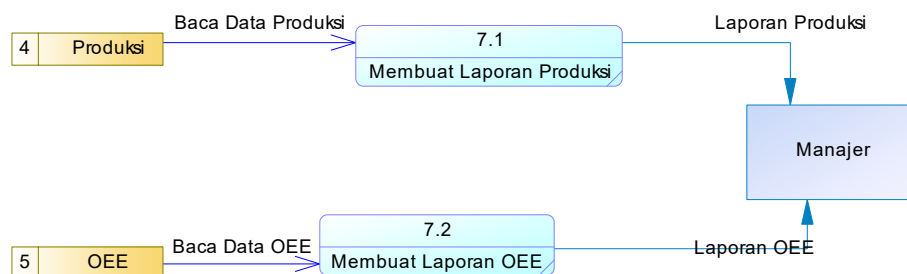 Baca Data Produksi
Laporan Produksi
4 Produksi
7.1
Membuat Laporan Produksi
Manajer
7.2
Baca Data OEE
Laporan OEE
5 OEE
Membuat Laporan OEE